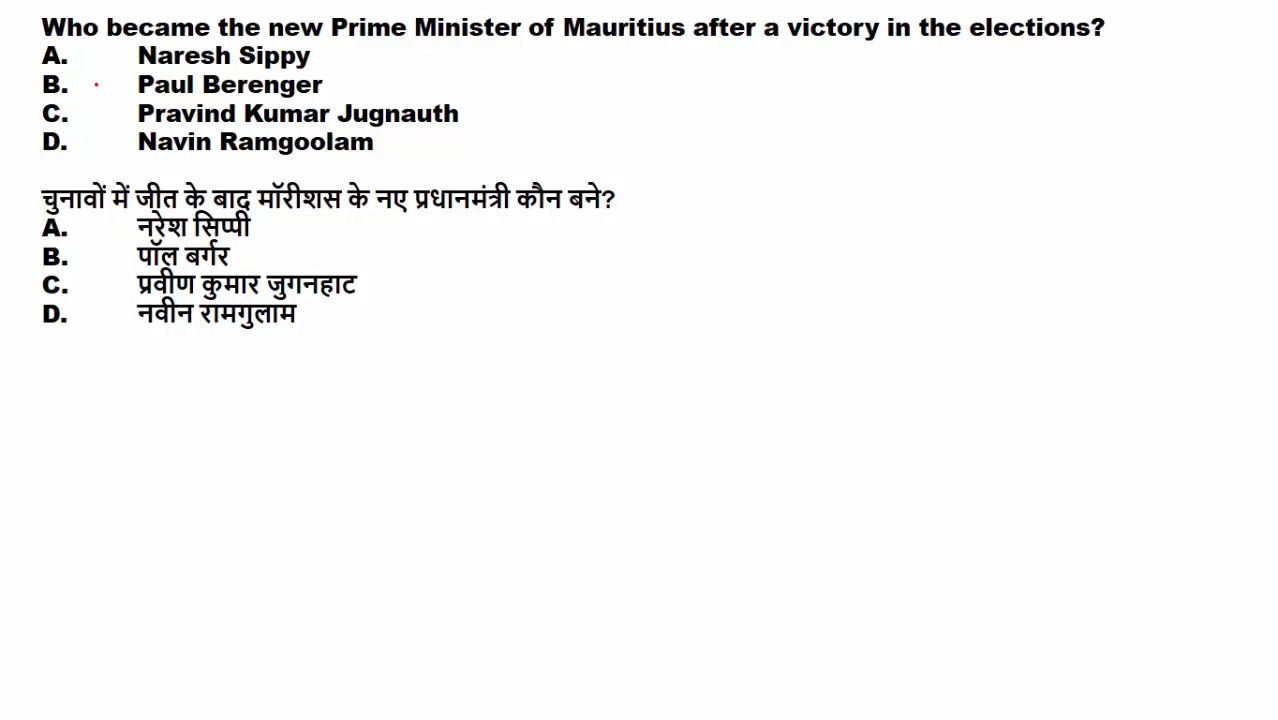 Who became the new Prime Minister of Mauritius after a victory in the elections?
A. Naresh Sippy
B. Paul Berenger
C. Pravind Kumar Jugnauth
D. Navin Ramgoolam
चुनावों में जीत के बाद मॉरीशस के नए प्रधानमंत्री कौन बने?
A. नरेश सिप्पी
B. पॉल बर्गर
C. प्रवीण कुमार जुगनहाट
D. नवीन रामगुलाम